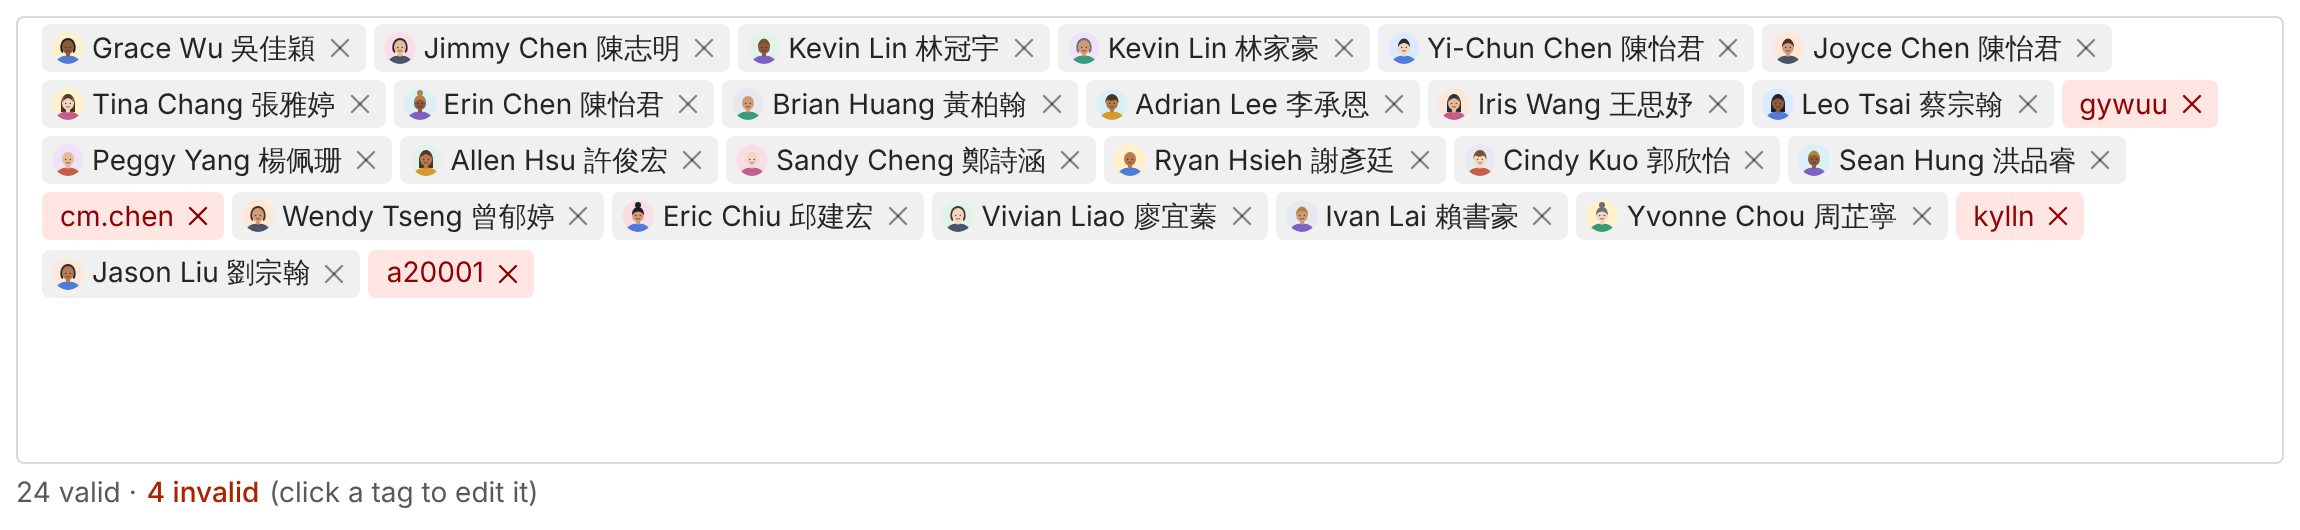 Grace Wu 吳佳穎 Jimmy Chen 陳志明 Kevin Lin 林冠宇 Kevin Lin 林家豪 Yi-Chun Chen 陳怡君 Joyce Chen 陳怡君
Tina Chang 張雅婷 Erin Chen 陳怡君 Brian Huang 黃柏翰 Adrian Lee 李承恩 Iris Wang 王思妤 Leo Tsai 蔡宗翰 gywuu
Peggy Yang 楊佩珊 Allen Hsu 許俊宏 Sandy Cheng 鄭詩涵 Ryan Hsieh 謝彥廷 Cindy Kuo 郭欣怡 Sean Hung 洪品睿
cm.chen Wendy Tseng 曾郁婷 Eric Chiu 邱建宏 Vivian Liao 廖宜蓁 Ivan Lai 賴書豪 Yvonne Chou 周芷寧 kylln
Jason Liu 劉宗翰 a20001
24 valid · 4 invalid (click a tag to edit it)